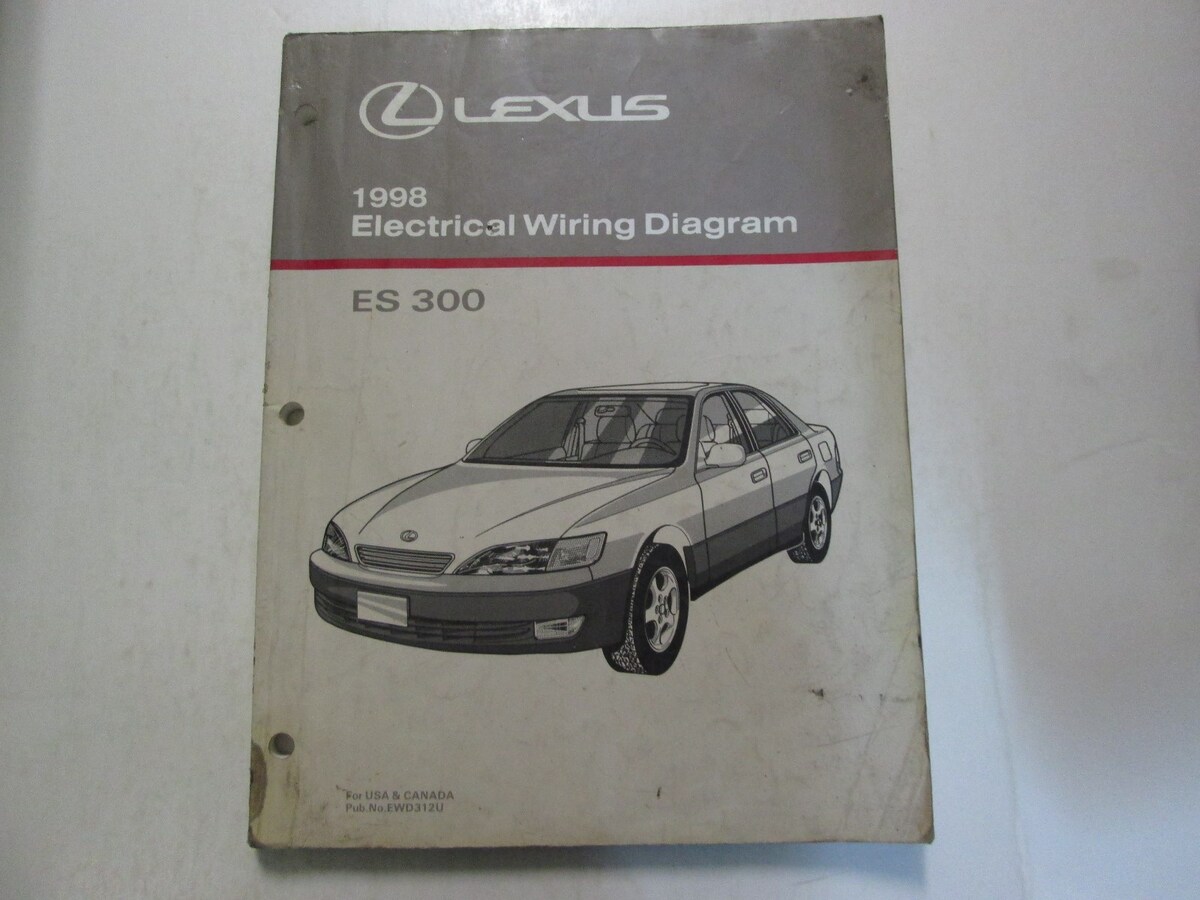 LEXUS
1998
Electrical Wiring Diagram
ES 300
For USA & CANADA
Pub.No.EWD312U